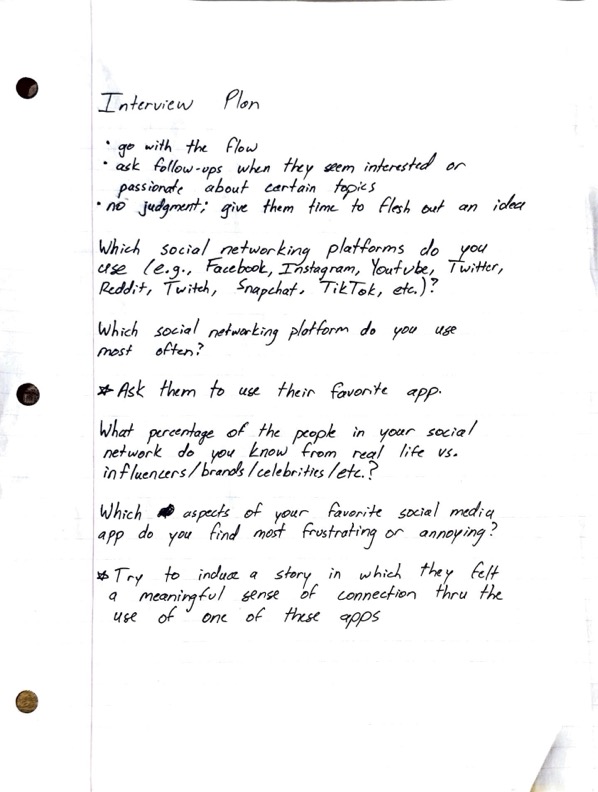 Interview Plan
• go with the flow
• ask follow-ups when they seem interested or
passionate about certain topics
• no judgment; give them time to flesh out an idea
Which social networking platforms do you
use (e.g., Facebook, Instagram, Youtube, Twitter,
Reddit, Twitch, Snapchat, TikTok, etc.)?
Which social networking platform do you use
most often?
* Ask them to use their favorite app.
What percentage of the people in your social
network do you know from real life vs.
influencers/brands/celebrities/etc.?
Which aspects of your favorite social media
app do you find most frustrating or annoying?
* Try to induce a story in which they felt
a meaningful sense of connection thru the
use of one of these apps